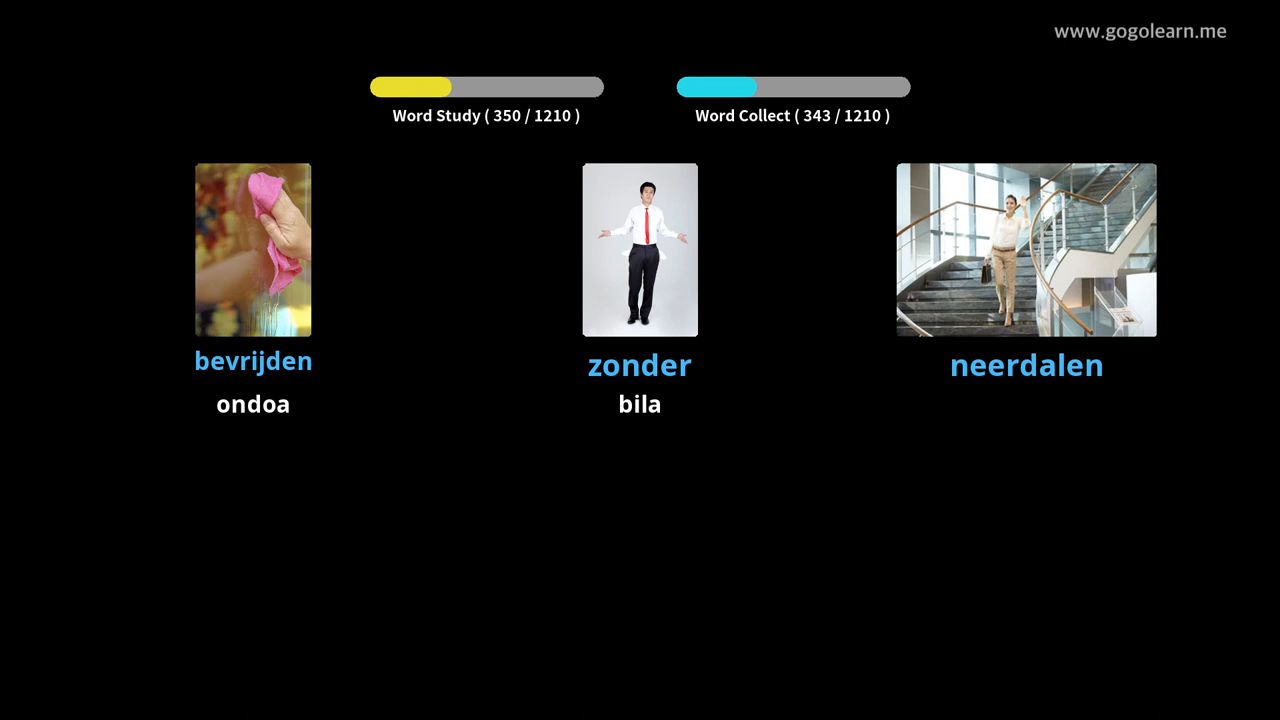 www.gogolearn.me
Word Study ( 350 / 1210 )
Word Collect ( 343 / 1210 )
bevrijden
zonder
neerdalen
ondoa
bila